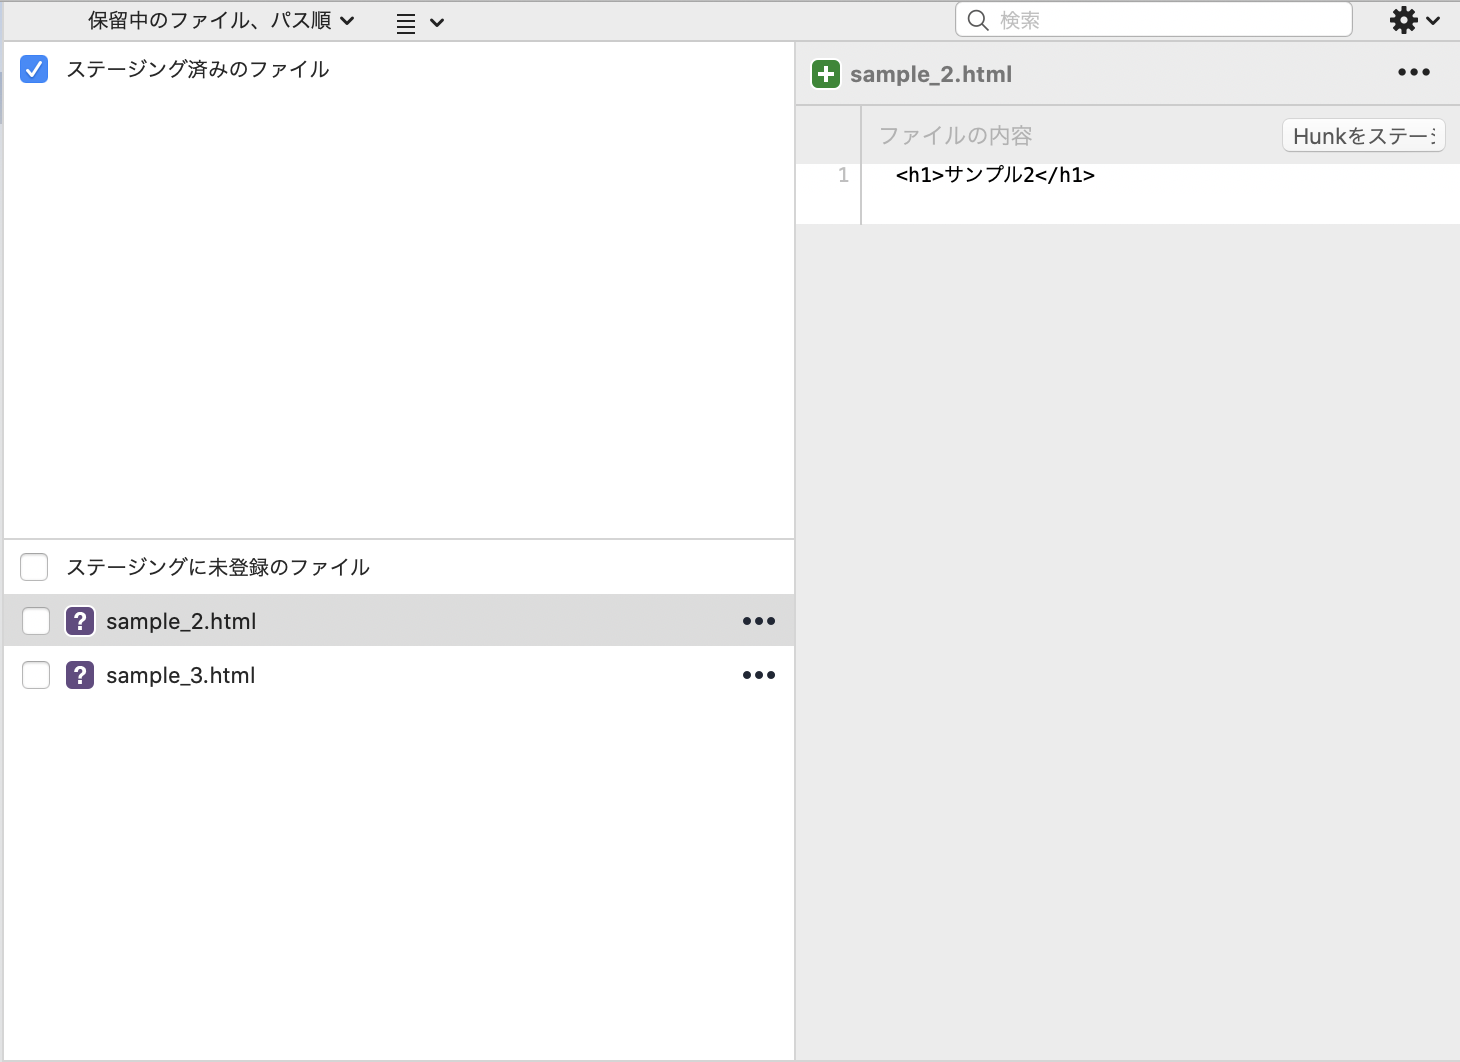 保留中のファイル、パス順
検索
ステージング済みのファイル
ステージングに未登録のファイル
? sample_2.html
? sample_3.html
sample_2.html
ファイルの内容
Hunkをステー
1 <h1>サンプル2</h1>